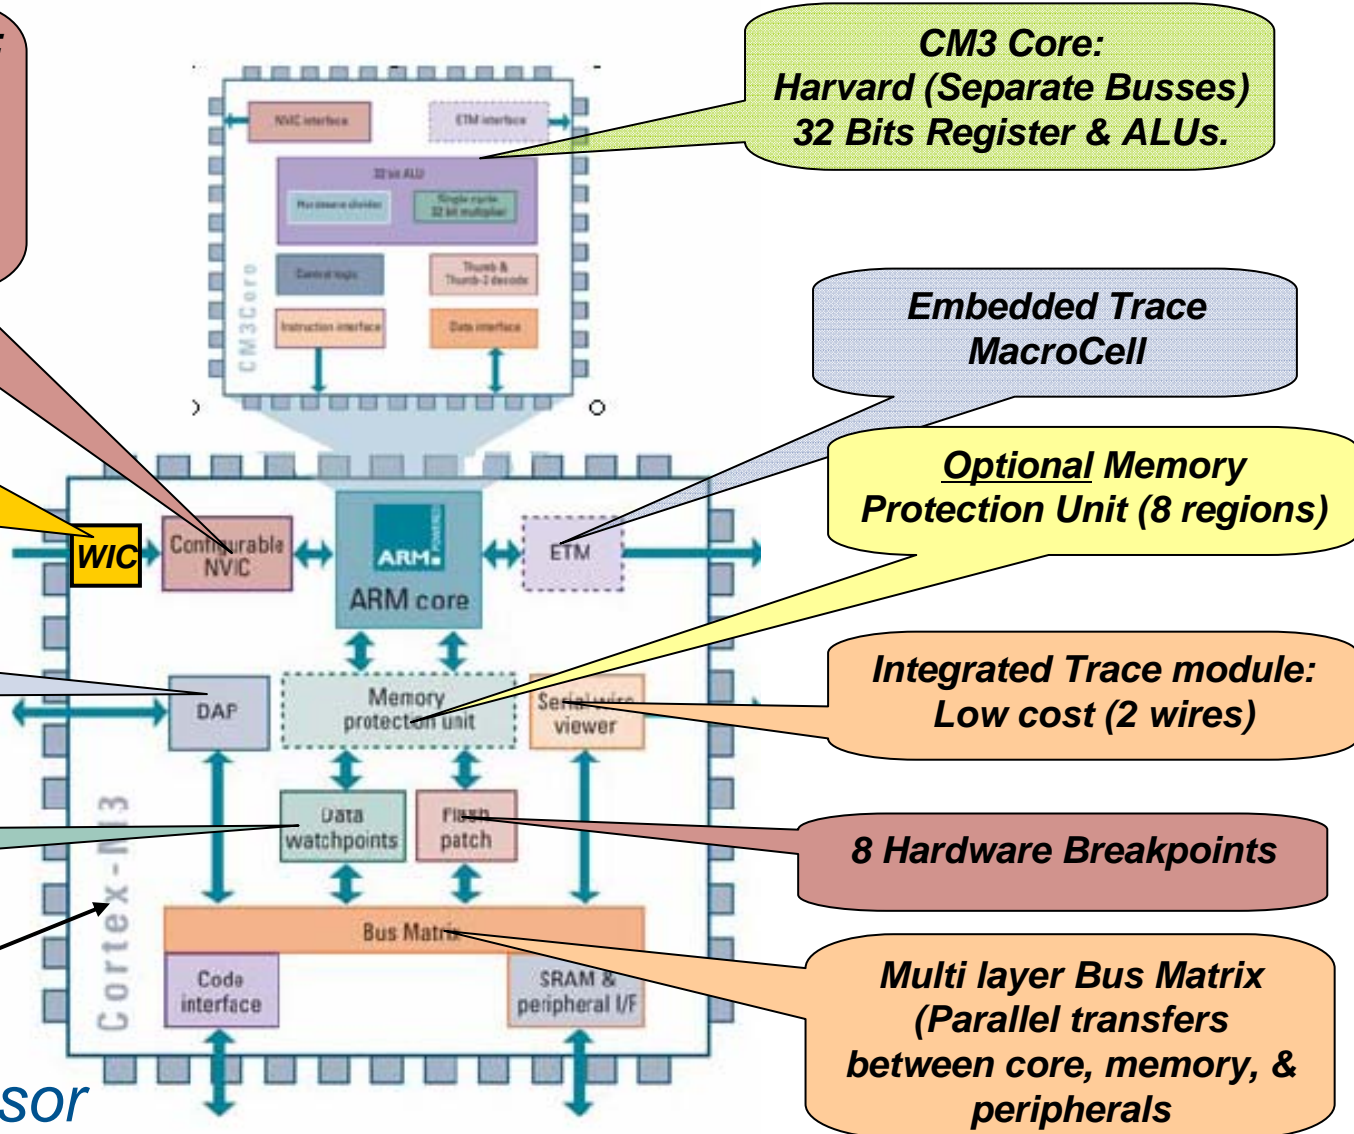 CM3 Core:
Harvard (Separate Busses)
32 Bits Register & ALUs.
NVIC interface
ETM interface
32 bit ALU
Hardware divider
Single cycle
32 bit multiplier
Control logic
Thumb &
Thumb-2 decode
Instruction interface
Data interface
CM3Core
Embedded Trace
MacroCell
Optional Memory
Protection Unit (8 regions)
WIC
Configurable
NVIC
ARM
POWERED
ARM core
ETM
Integrated Trace module:
Low cost (2 wires)
DAP
Memory
protection unit
Serial wire
viewer
Data
watchpoints
Flash
patch
8 Hardware Breakpoints
Cortex-M3
Bus Matrix
Code
interface
SRAM &
peripheral I/F
Multi layer Bus Matrix
(Parallel transfers
between core, memory, &
peripherals
sor